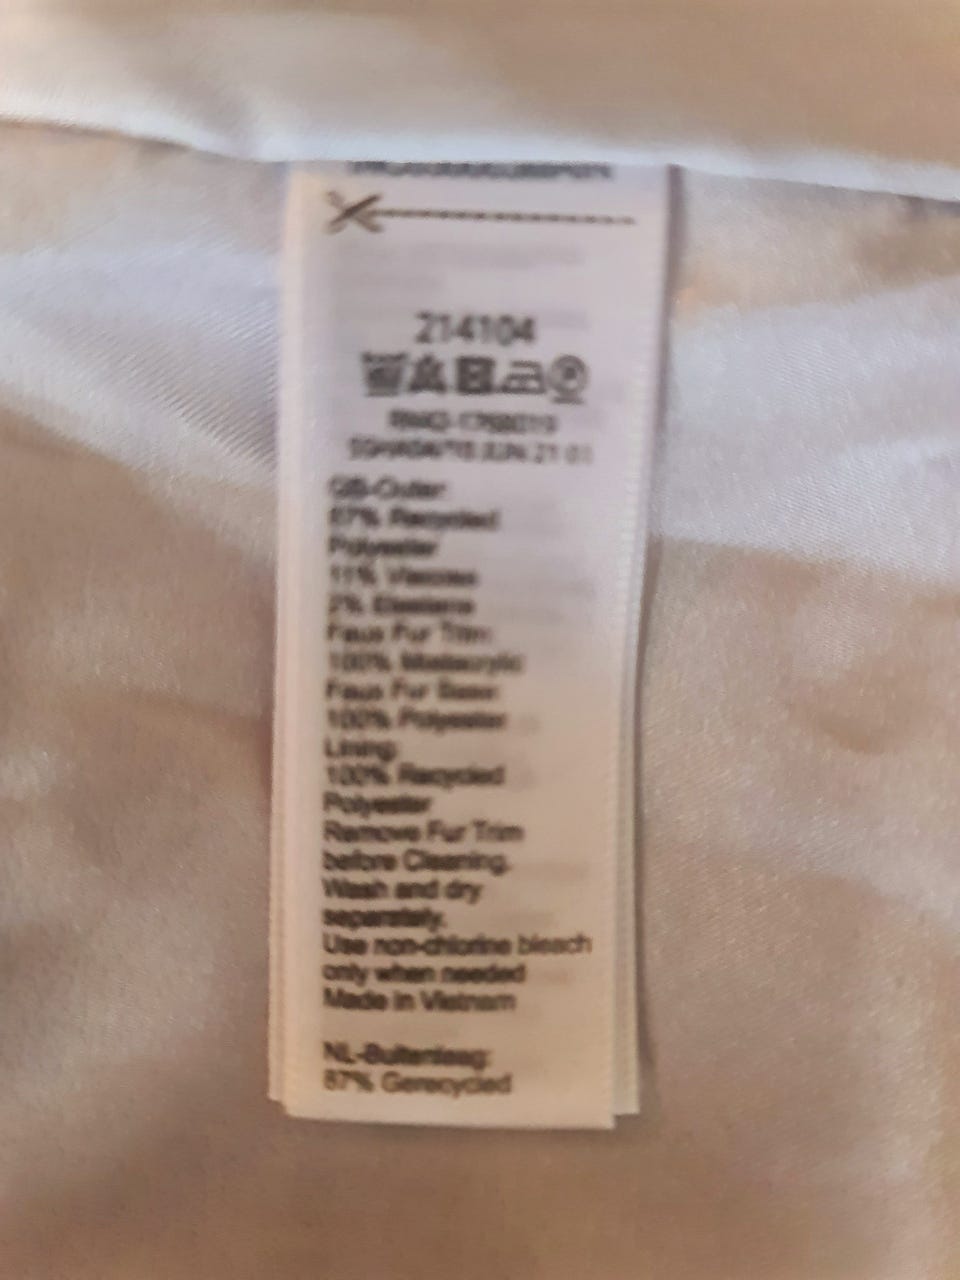 214104
GB-Outer:
87% Recycled
Polyester
11% Viscose
2% Elastane
Faux Fur Trim:
100% Modacrylic
Faux Fur Base:
100% Polyester
Lining:
100% Recycled
Polyester
Remove Fur Trim
before Cleaning.
Wash and dry
separately.
Use non-chlorine bleach
only when needed
Made in Vietnam
NL-Buitenlaag:
87% Gerecycled